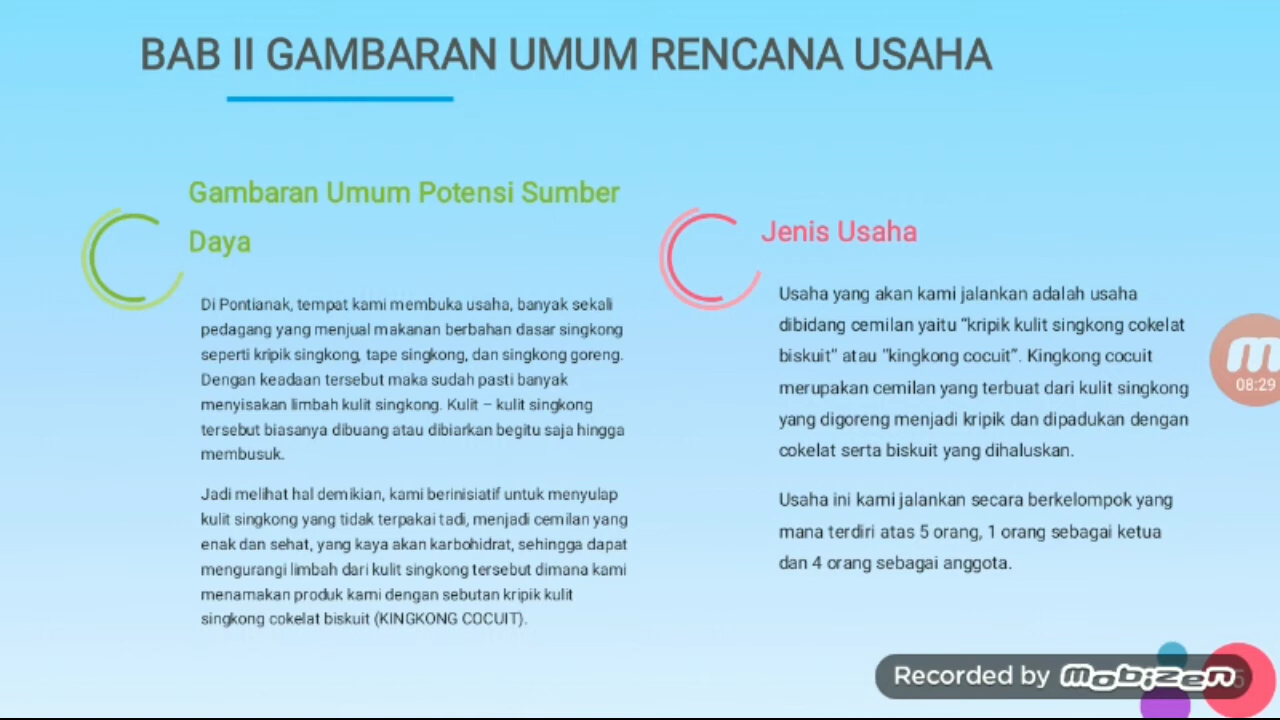 BAB II GAMBARAN UMUM RENCANA USAHA
Gambaran Umum Potensi Sumber
Daya
Di Pontianak, tempat kami membuka usaha, banyak sekali
pedagang yang menjual makanan berbahan dasar singkong
seperti kripik singkong, tape singkong, dan singkong goreng.
Dengan keadaan tersebut maka sudah pasti banyak
menyisakan limbah kulit singkong. Kulit – kulit singkong
tersebut biasanya dibuang atau dibiarkan begitu saja hingga
membusuk.
Jadi melihat hal demikian, kami berinisiatif untuk menyulap
kulit singkong yang tidak terpakai tadi, menjadi cemilan yang
enak dan sehat, yang kaya akan karbohidrat, sehingga dapat
mengurangi limbah dari kulit singkong tersebut dimana kami
menamakan produk kami dengan sebutan kripik kulit
singkong cokelat biskuit (KINGKONG COCUIT).
Jenis Usaha
Usaha yang akan kami jalankan adalah usaha
dibidang cemilan yaitu “kripik kulit singkong cokelat
biskuit" atau "kingkong cocuit”. Kingkong cocuit
merupakan cemilan yang terbuat dari kulit singkong
yang digoreng menjadi kripik dan dipadukan dengan
cokelat serta biskuit yang dihaluskan.
Usaha ini kami jalankan secara berkelompok yang
mana terdiri atas 5 orang, 1 orang sebagai ketua
dan 4 orang sebagai anggota.
m
08:29
Recorded by mobizen